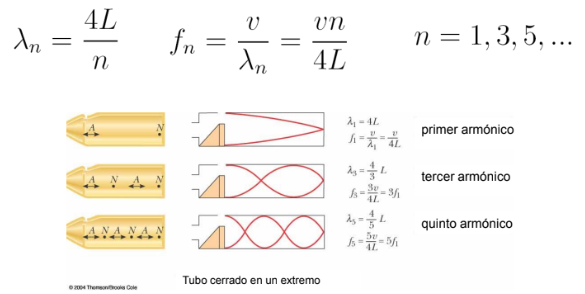 λₙ = 4L/n   fₙ = v/λₙ = vn/4L   n = 1, 3, 5, ...
A N
λ₁ = 4L
f₁ = v/λ₁ = v/4L
primer armónico
A N A N
λ₃ = 4/3 L
f₃ = 3v/4L = 3f₁
tercer armónico
A N A N A N
λ₅ = 4/5 L
f₅ = 5v/4L = 5f₁
quinto armónico
© 2004 Thomson/Brooks Cole
Tubo cerrado en un extremo